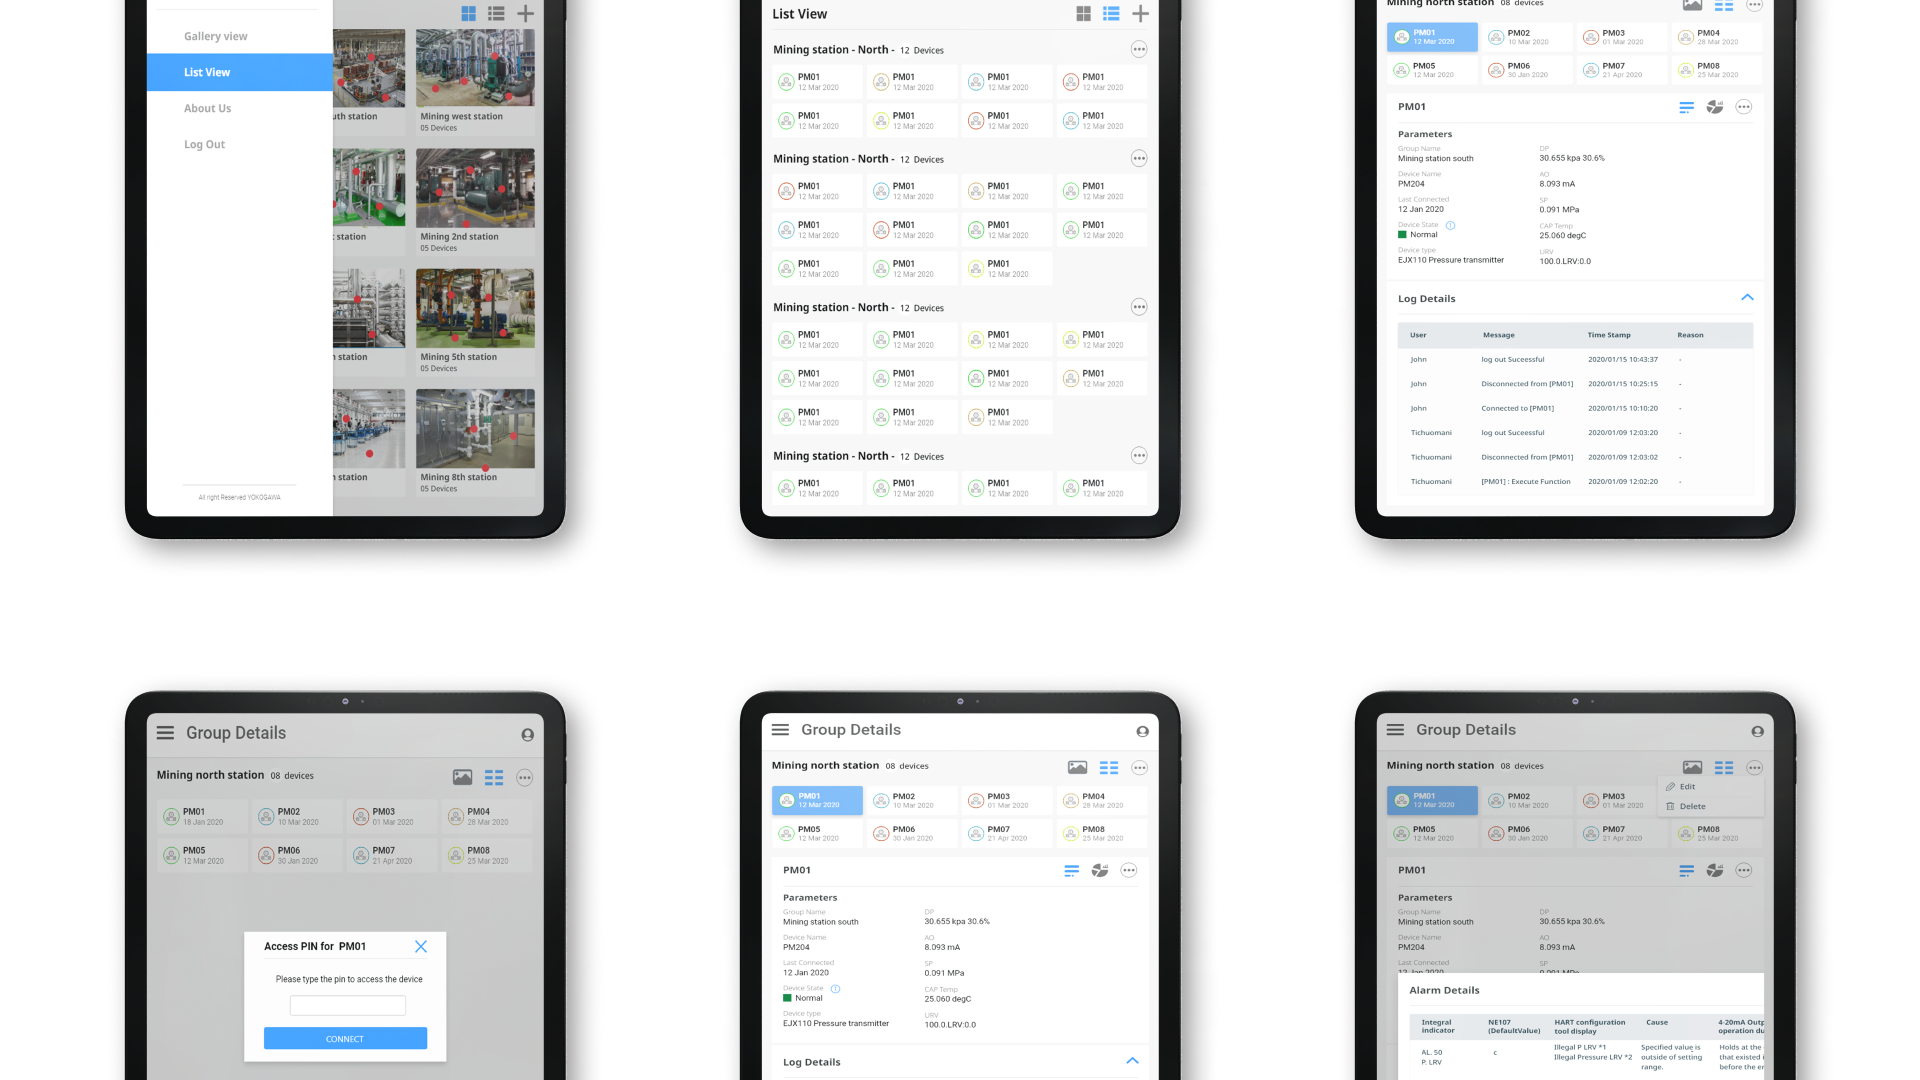 Gallery view
List View
About Us
Log Out
uth station
Mining west station
05 Devices
station
Mining 2nd station
05 Devices
station
Mining 5th station
05 Devices
station
Mining 8th station
05 Devices
All right Reserved YOKOGAWA
List View
Mining station - North - 12 Devices
PM01 PM01 PM01 PM01
12 Mar 2020 12 Mar 2020 12 Mar 2020 12 Mar 2020
PM01 PM01 PM01 PM01
12 Mar 2020 12 Mar 2020 12 Mar 2020 12 Mar 2020
Mining station - North - 12 Devices
PM01 PM01 PM01 PM01
12 Mar 2020 12 Mar 2020 12 Mar 2020 12 Mar 2020
PM01 PM01 PM01 PM01
12 Mar 2020 12 Mar 2020 12 Mar 2020 12 Mar 2020
PM01 PM01 PM01
12 Mar 2020 12 Mar 2020 12 Mar 2020
Mining station - North - 12 Devices
PM01 PM01 PM01 PM01
12 Mar 2020 12 Mar 2020 12 Mar 2020 12 Mar 2020
PM01 PM01 PM01 PM01
12 Mar 2020 12 Mar 2020 12 Mar 2020 12 Mar 2020
PM01 PM01 PM01
12 Mar 2020 12 Mar 2020 12 Mar 2020
Mining station - North - 12 Devices
PM01 PM01 PM01 PM01
12 Mar 2020 12 Mar 2020 12 Mar 2020 12 Mar 2020
Mining north station 08 devices
PM01 PM02 PM03 PM04
12 Mar 2020 10 Mar 2020 01 Mar 2020 28 Mar 2020
PM05 PM06 PM07 PM08
12 Mar 2020 30 Jan 2020 21 Apr 2020 25 Mar 2020
PM01
Parameters
Group Name DP
Mining station south 30.655 kpa 30.6%
Device Name AO
PM204 8.093 mA
Last Connected SP
12 Jan 2020 0.091 MPa
Device State CAP Temp
Normal 25.060 degC
Device type URV
EJX110 Pressure transmitter 100.0.LRV:0.0
Log Details
User Message Time Stamp Reason
John log out Suceessful 2020/01/15 10:43:37 -
John Disconnected from [PM01] 2020/01/15 10:25:15 -
John Connected to [PM01] 2020/01/15 10:10:20 -
Tichuomani log out Suceessful 2020/01/09 12:03:20 -
Tichuomani Disconnected from [PM01] 2020/01/09 12:03:02 -
Tichuomani [PM01] : Execute Function 2020/01/09 12:02:20 -
Group Details
Mining north station 08 devices
PM01 PM02 PM03 PM04
18 Jan 2020 10 Mar 2020 01 Mar 2020 28 Mar 2020
PM05 PM06 PM07 PM08
12 Mar 2020 30 Jan 2020 21 Apr 2020 25 Mar 2020
Access PIN for PM01
Please type the pin to access the device
CONNECT
Group Details
Mining north station 08 devices
PM01 PM02 PM03 PM04
12 Mar 2020 10 Mar 2020 01 Mar 2020 28 Mar 2020
PM05 PM06 PM07 PM08
12 Mar 2020 30 Jan 2020 21 Apr 2020 25 Mar 2020
PM01
Parameters
Group Name DP
Mining station south 30.655 kpa 30.6%
Device Name AO
PM204 8.093 mA
Last Connected SP
12 Jan 2020 0.091 MPa
Device State CAP Temp
Normal 25.060 degC
Device type URV
EJX110 Pressure transmitter 100.0.LRV:0.0
Log Details
Group Details
Mining north station 08 devices
Edit
Delete
PM01 PM02 PM03
12 Mar 2020 10 Mar 2020 01 Mar 2020
PM05 PM06 PM07 PM08
12 Mar 2020 30 Jan 2020 21 Apr 2020 25 Mar 2020
PM01
Parameters
Group Name DP
Mining station south 30.655 kpa 30.6%
Device Name AO
PM204 8.093 mA
Last Connected SP
12 Jan 2020 0.091 MPa
Alarm Details
Integral NE107 HART configuration Cause 4-20mA Outp
indicator (DefaultValue) tool display operation du
AL. 50 c Illegal P LRV *1 Specified value is Holds at the
P. LRV Illegal Pressure LRV *2 outside of setting that existed i
range. before the er